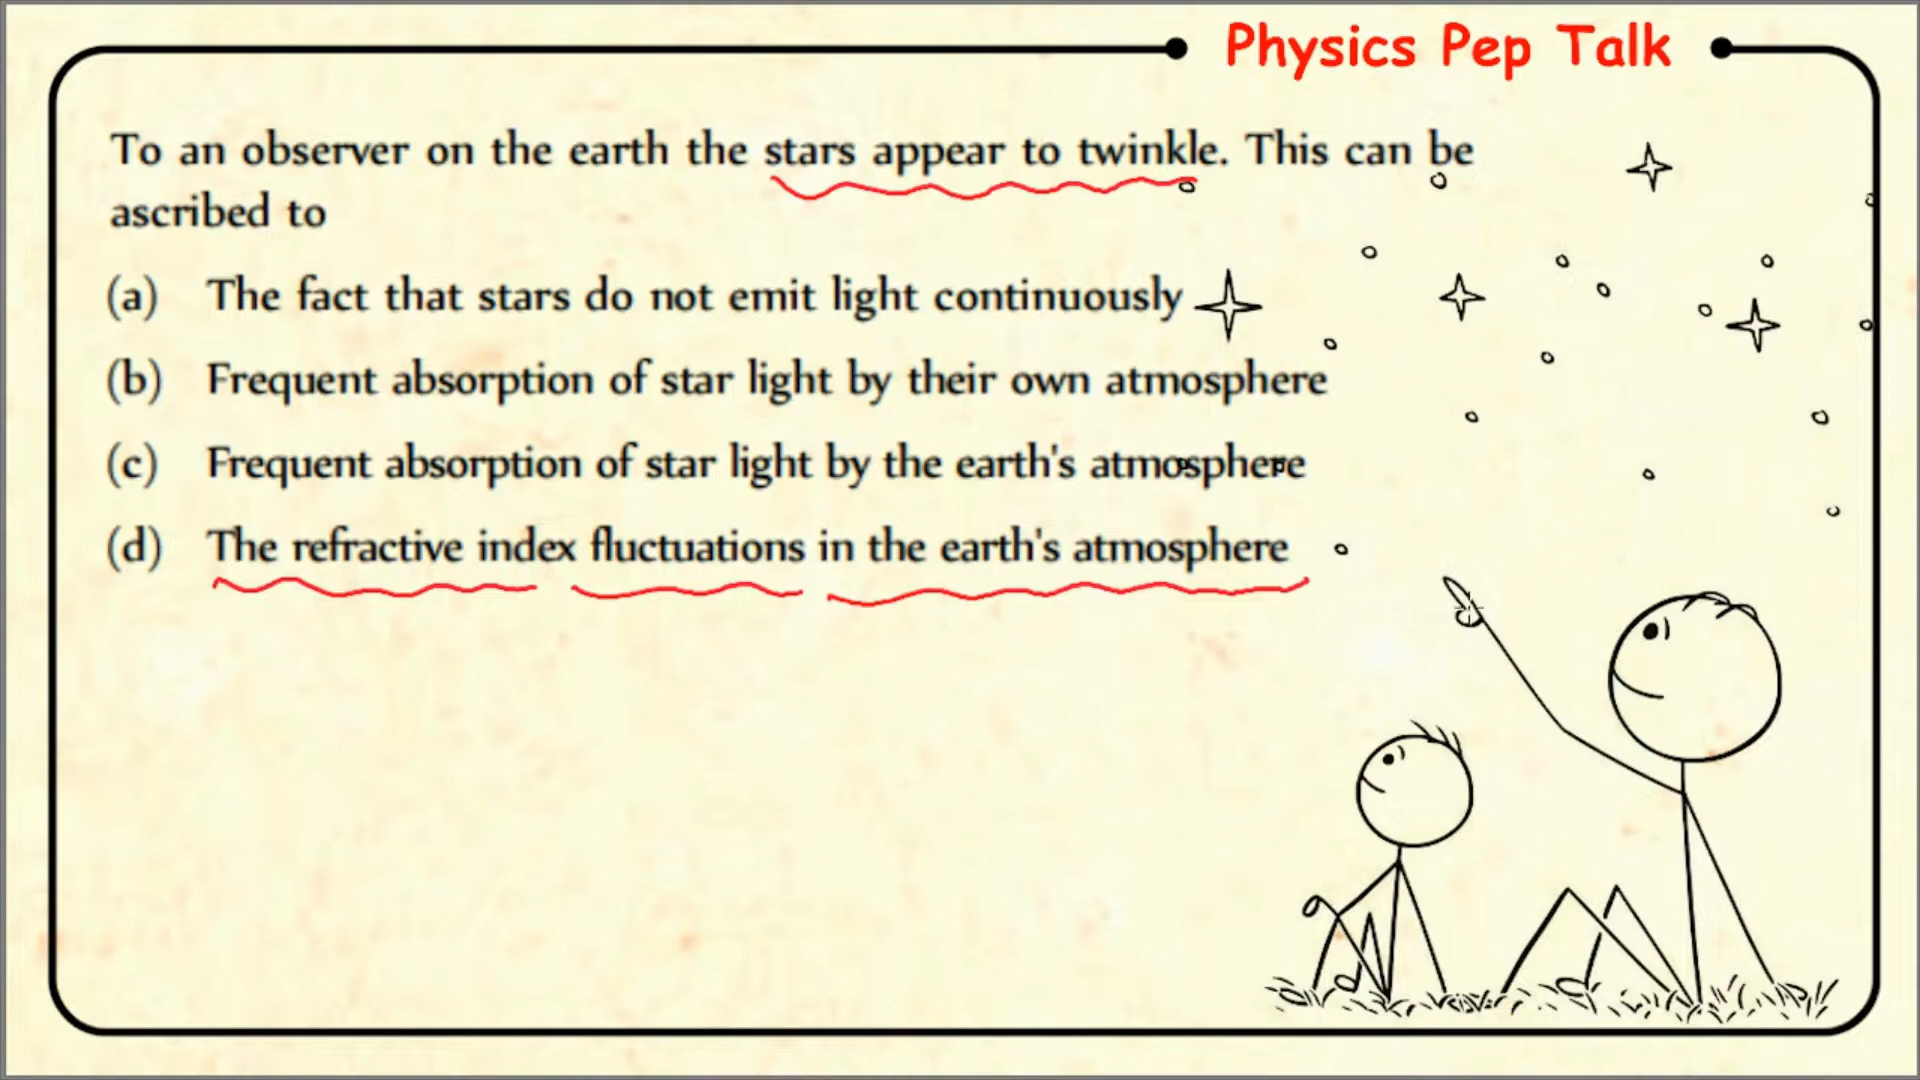 Physics Pep Talk
To an observer on the earth the stars appear to twinkle. This can be
ascribed to
(a) The fact that stars do not emit light continuously
(b) Frequent absorption of star light by their own atmosphere
(c) Frequent absorption of star light by the earth's atmosphere
(d) The refractive index fluctuations in the earth's atmosphere